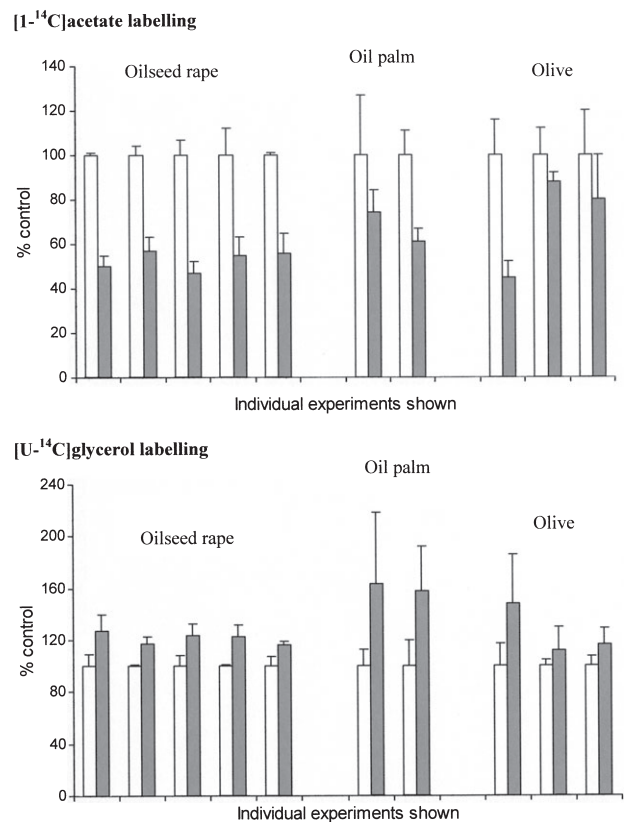 [1-¹⁴C]acetate labelling
Oilseed rape
Oil palm
Olive
140
120
100
80
60
40
20
0
% control
Individual experiments shown
[U-¹⁴C]glycerol labelling
Oil palm
Oilseed rape
Olive
240
200
160
120
80
40
0
% control
Individual experiments shown